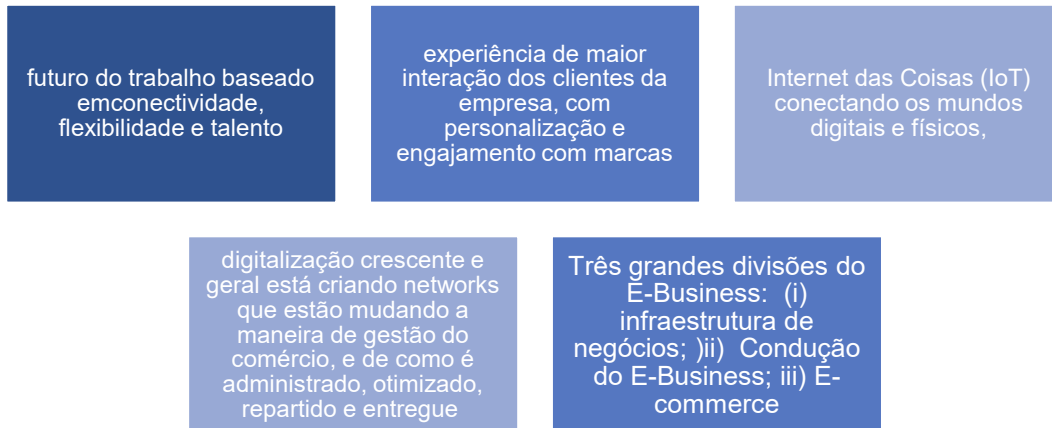 futuro do trabalho baseado
emconectividade,
flexibilidade e talento
experiência de maior
interação dos clientes da
empresa, com
personalização e
engajamento com marcas
Internet das Coisas (IoT)
conectando os mundos
digitais e físicos,
digitalização crescente e
geral está criando networks
que estão mudando a
maneira de gestão do
comércio, e de como é
administrado, otimizado,
repartido e entregue
Três grandes divisões do
E-Business:  (i)
infraestrutura de
negócios; )ii)  Condução
do E-Business; iii) E-
commerce